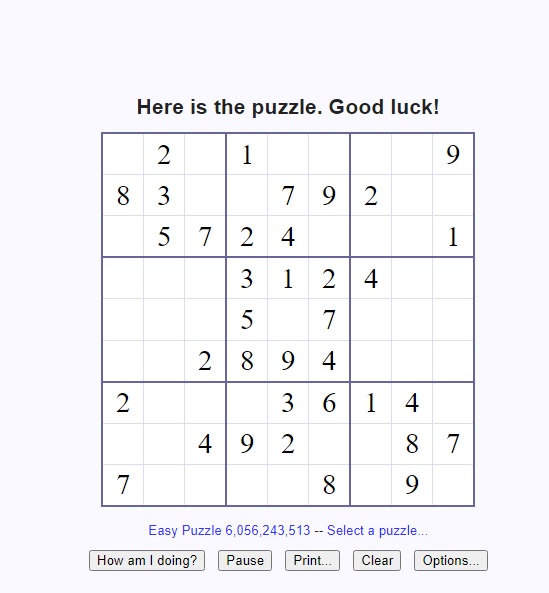 Here is the puzzle. Good luck!
2 1 9
8 3 7 9 2
5 7 2 4 1
3 1 2 4
5 7
2 8 9 4
2 3 6 1 4
4 9 2 8 7
7 8 9
Easy Puzzle 6,056,243,513 -- Select a puzzle...
How am I doing? Pause Print... Clear Options...